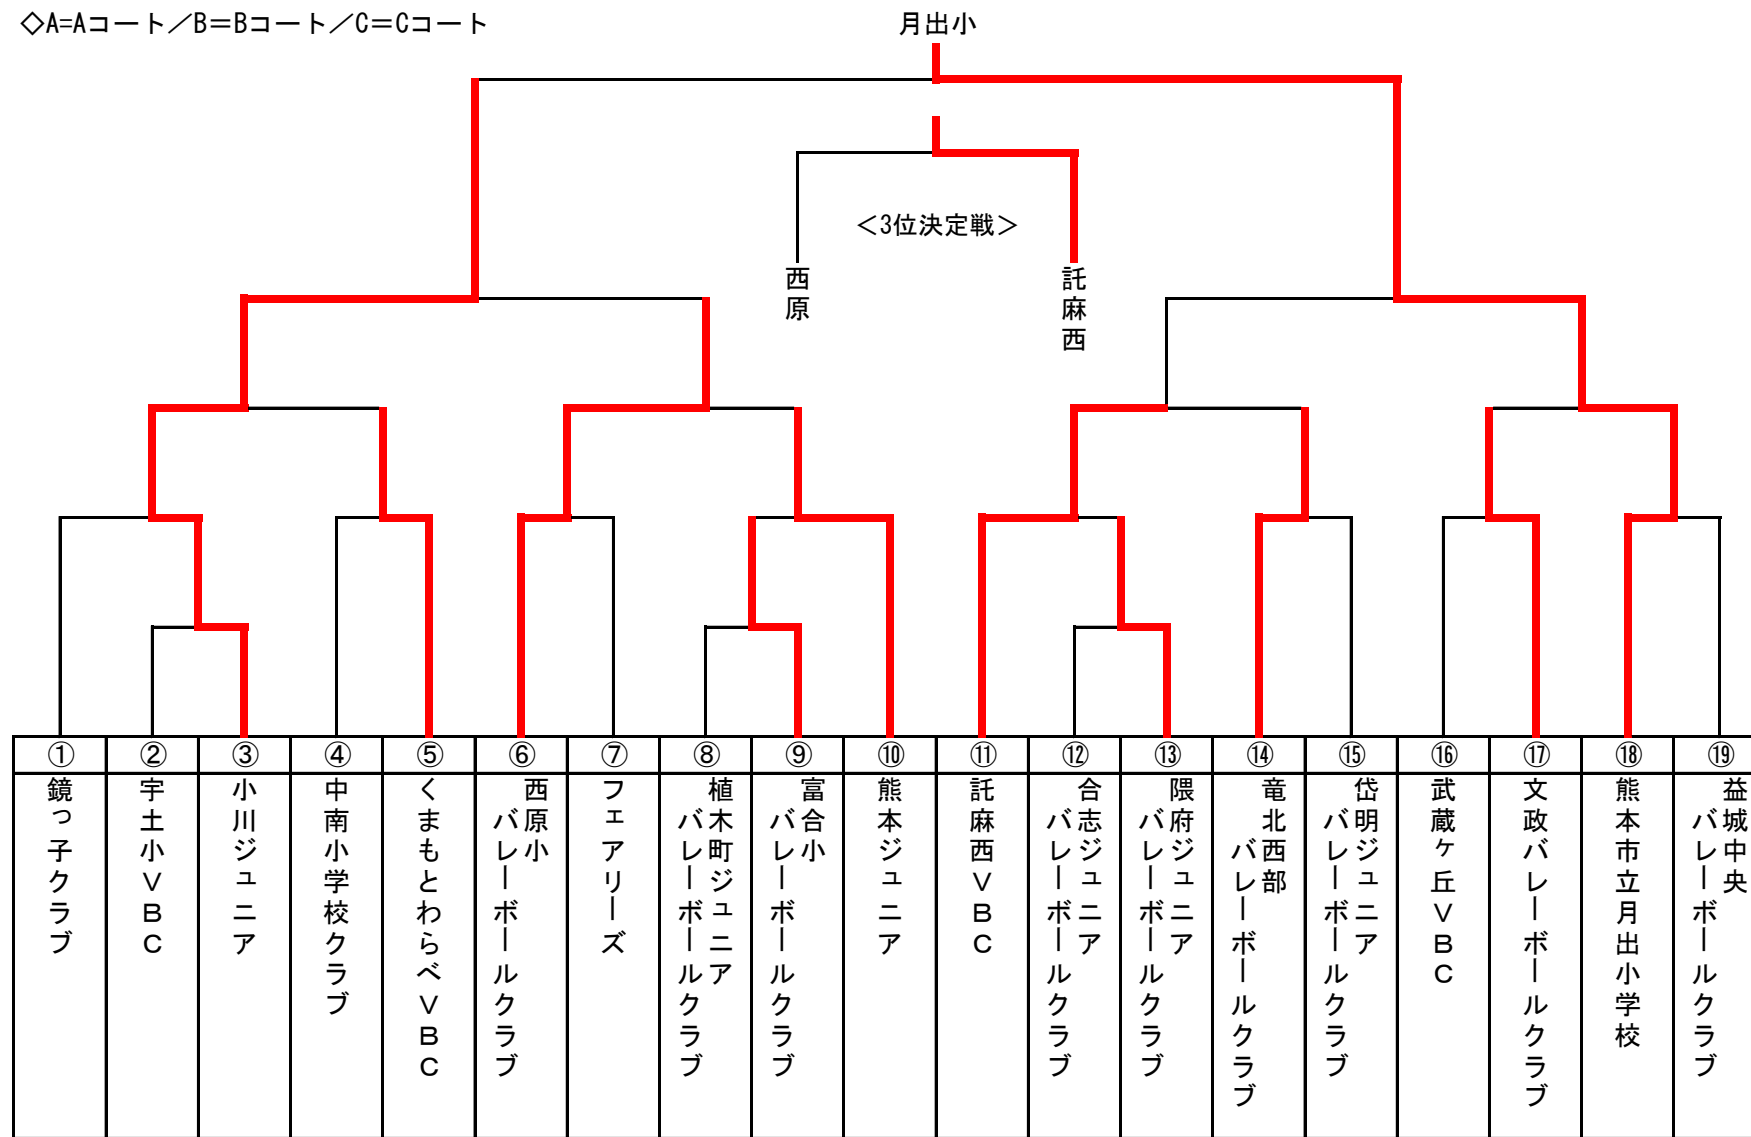 ◇A=Aコート／B＝Bコート／C＝Cコート
月出小
＜3位決定戦＞
西原
託麻西
①
②
③
④
⑤
⑥
⑦
⑧
⑨
⑩
⑪
⑫
⑬
⑭
⑮
⑯
⑰
⑱
⑲
鏡っ子クラブ
宇土小ＶＢＣ
小川ジュニア
中南小学校クラブ
くまもとわらべＶＢＣ
西原小
バレーボールクラブ
フェアリーズ
植木町ジュニア
バレーボールクラブ
富合小
バレーボールクラブ
熊本ジュニア
託麻西ＶＢＣ
合志ジュニア
バレーボールクラブ
隈府ジュニア
バレーボールクラブ
竜北西部
バレーボールクラブ
岱明ジュニア
バレーボールクラブ
武蔵ヶ丘ＶＢＣ
文政バレーボールクラブ
熊本市立月出小学校
益城中央
バレーボールクラブ